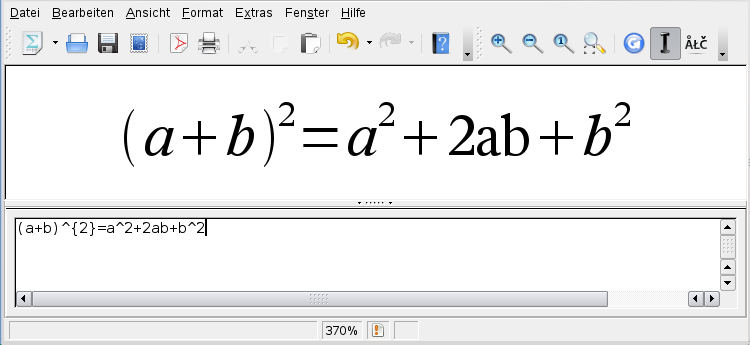 Datei Bearbeiten Ansicht Format Extras Fenster Hilfe
ÅŁČ
(a+b)²=a²+2ab+b²
(a+b)^{2}=a^2+2ab+b^2
370%